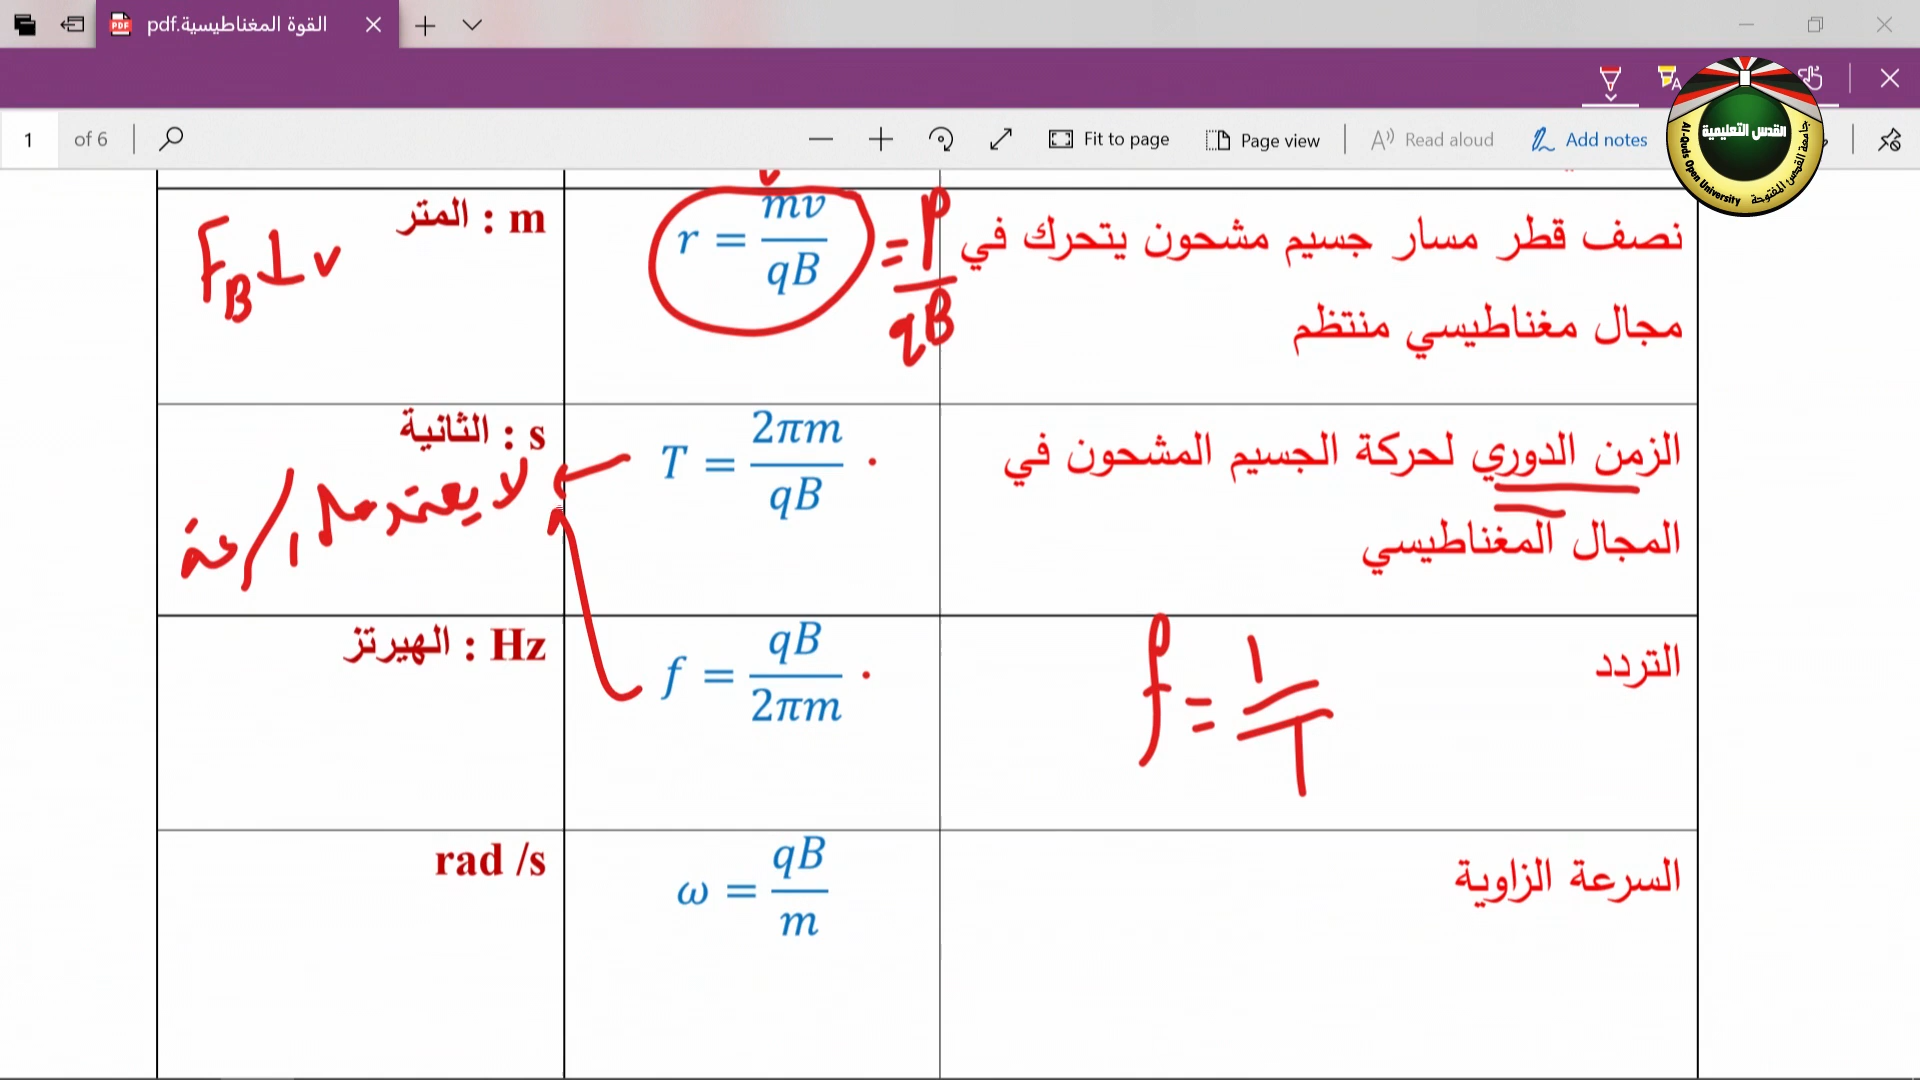 القوة المغناطيسية.pdf
1 of 6
Fit to page
Page view
Read aloud
Add notes
القدس التعليمية
جامعة القدس المفتوحة
Al-Quds Open University
نصف قطر مسار جسيم مشحون يتحرك في
مجال مغناطيسي منتظم
r = mv / qB
= P / qB
m : المتر
F_B ⊥ v
الزمن الدوري لحركة الجسيم المشحون في
المجال المغناطيسي
T = 2πm / qB
s : الثانية
لا يعتمد على السرعة
التردد
f = 1 / T
f = qB / 2πm
Hz : الهيرتز
السرعة الزاوية
ω = qB / m
rad /s